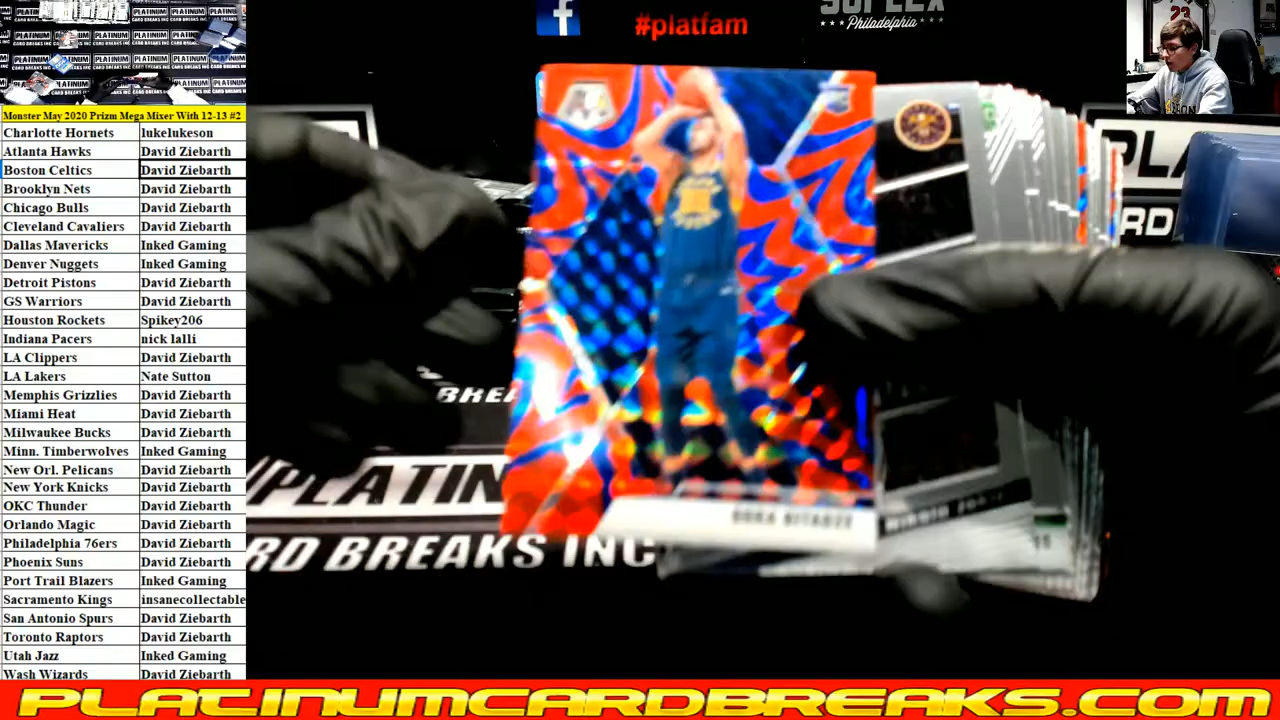 #platfam
SUPLEX
Philadelphia
Monster May 2020 Prizm Mega Mixer With 12-13 #2
Charlotte Hornets lukelukeson
Atlanta Hawks David Ziebarth
Boston Celtics David Ziebarth
Brooklyn Nets David Ziebarth
Chicago Bulls David Ziebarth
Cleveland Cavaliers David Ziebarth
Dallas Mavericks Inked Gaming
Denver Nuggets Inked Gaming
Detroit Pistons David Ziebarth
GS Warriors David Ziebarth
Houston Rockets Spikey206
Indiana Pacers nick lalli
LA Clippers David Ziebarth
LA Lakers Nate Sutton
Memphis Grizzlies David Ziebarth
Miami Heat David Ziebarth
Milwaukee Bucks David Ziebarth
Minn. Timberwolves Inked Gaming
New Orl. Pelicans David Ziebarth
New York Knicks David Ziebarth
OKC Thunder David Ziebarth
Orlando Magic David Ziebarth
Philadelphia 76ers David Ziebarth
Phoenix Suns David Ziebarth
Port Trail Blazers Inked Gaming
Sacramento Kings insanecollectable
San Antonio Spurs David Ziebarth
Toronto Raptors David Ziebarth
Utah Jazz Inked Gaming
Wash Wizards David Ziebarth
GOGA BITADZE
PLATIN
RD BREAKS INC
PLATINUMCARDBREAKS.COM